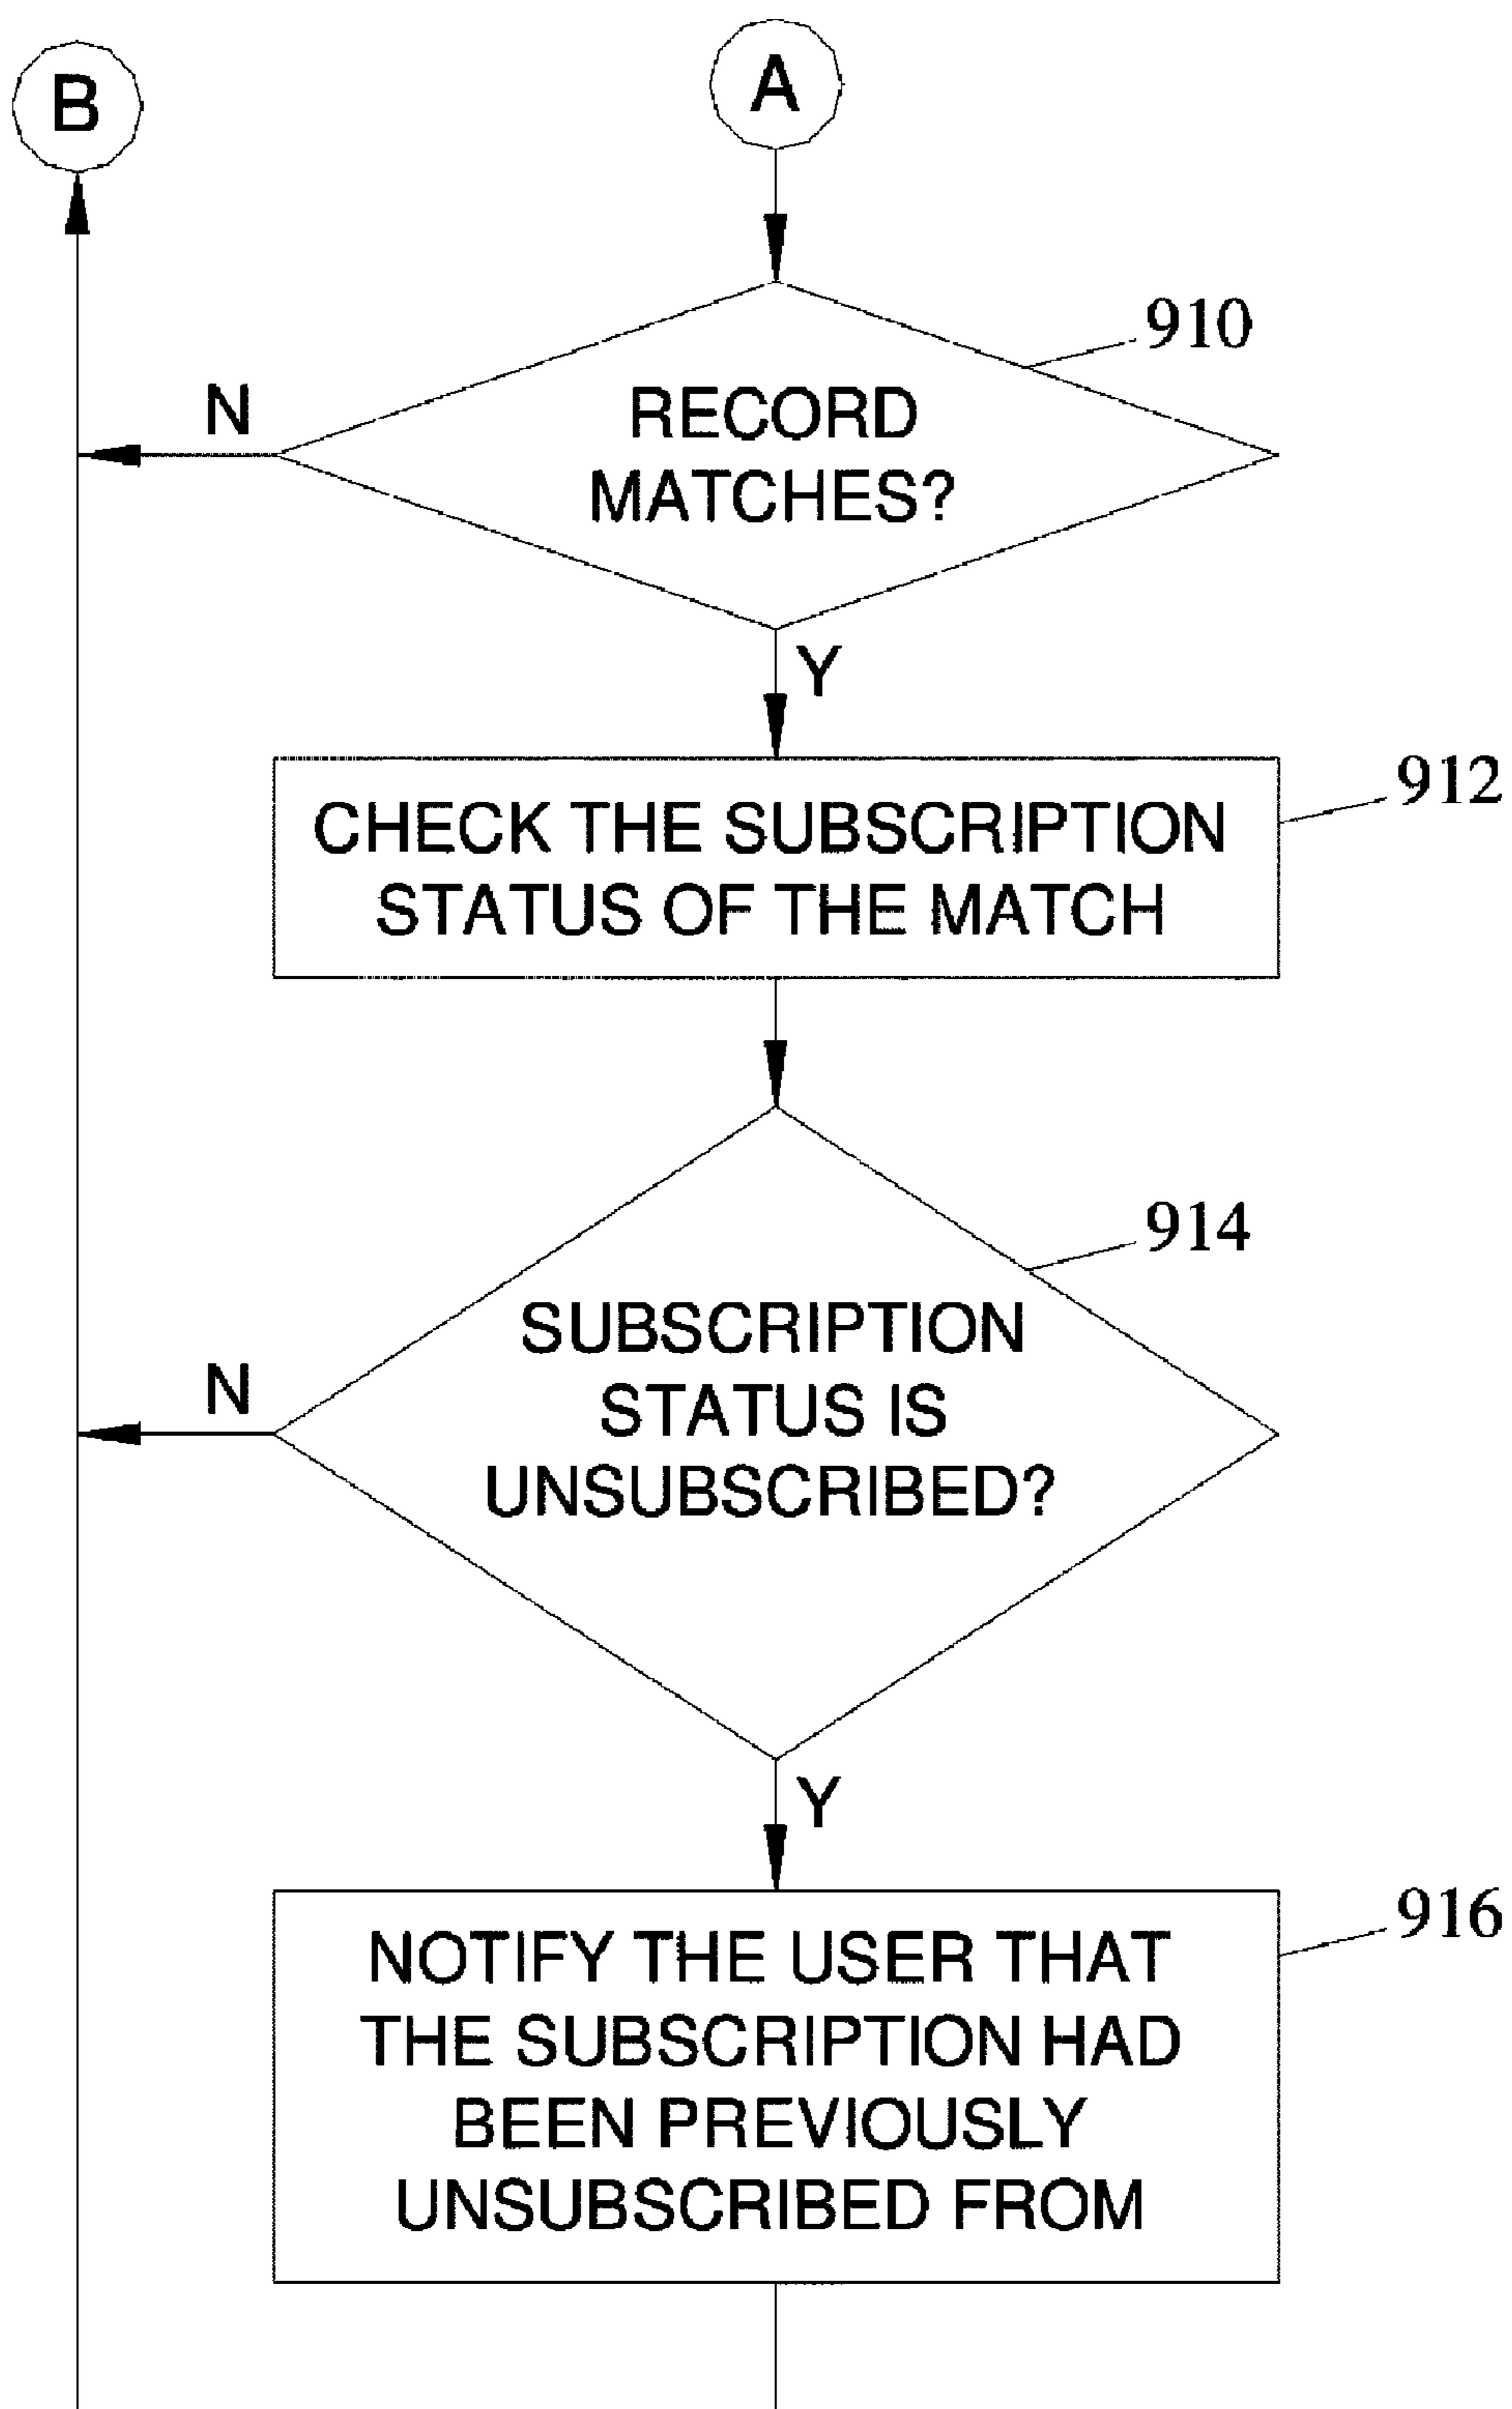 B
A
910
N
RECORD
MATCHES?
Y
912
CHECK THE SUBSCRIPTION
STATUS OF THE MATCH
914
SUBSCRIPTION
N
STATUS IS
UNSUBSCRIBED?
Y
916
NOTIFY THE USER THAT
THE SUBSCRIPTION HAD
BEEN PREVIOUSLY
UNSUBSCRIBED FROM